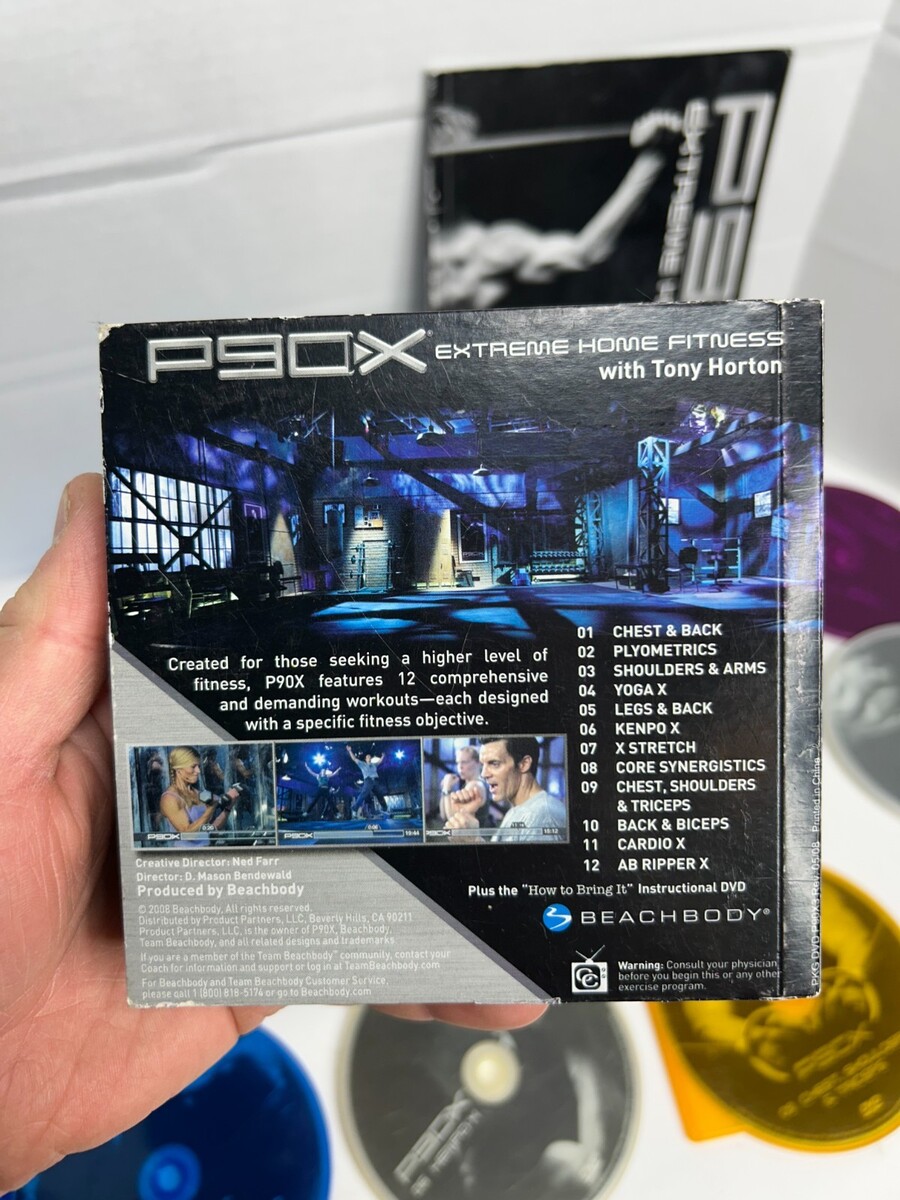 P90X® EXTREME HOME FITNESS
with Tony Horton
Created for those seeking a higher level of
fitness, P90X features 12 comprehensive
and demanding workouts—each designed
with a specific fitness objective.
01 CHEST & BACK
02 PLYOMETRICS
03 SHOULDERS & ARMS
04 YOGA X
05 LEGS & BACK
06 KENPO X
07 X STRETCH
08 CORE SYNERGISTICS
09 CHEST, SHOULDERS
& TRICEPS
10 BACK & BICEPS
11 CARDIO X
12 AB RIPPER X
Plus the "How to Bring It" Instructional DVD
BEACHBODY®
Warning: Consult your physician
before you begin this or any other
exercise program.
CC
P90X
P90X
Creative Director: Ned Farr
Director: D. Mason Bendewald
Produced by Beachbody
© 2008 Beachbody, All rights reserved.
Distributed by Product Partners, LLC, Beverly Hills, CA 90211
Product Partners, LLC, is the owner of P90X, Beachbody,
Team Beachbody, and all related designs and trademarks
If you are a member of the Team Beachbody™ community, contact your
Coach for information and support or log in at TeamBeachbody.com
For Beachbody and Team Beachbody Customer Service,
please call 1 (800) 818-5174 or go to Beachbody.com
Printed in China
P9
EXTREME H
P90X
P90X